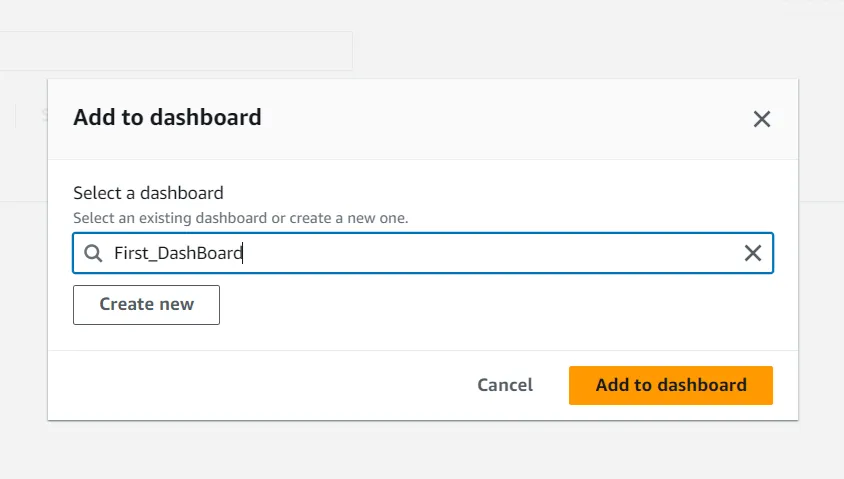 Add to dashboard
Select a dashboard
Select an existing dashboard or create a new one.
First_DashBoard
Create new
Cancel
Add to dashboard